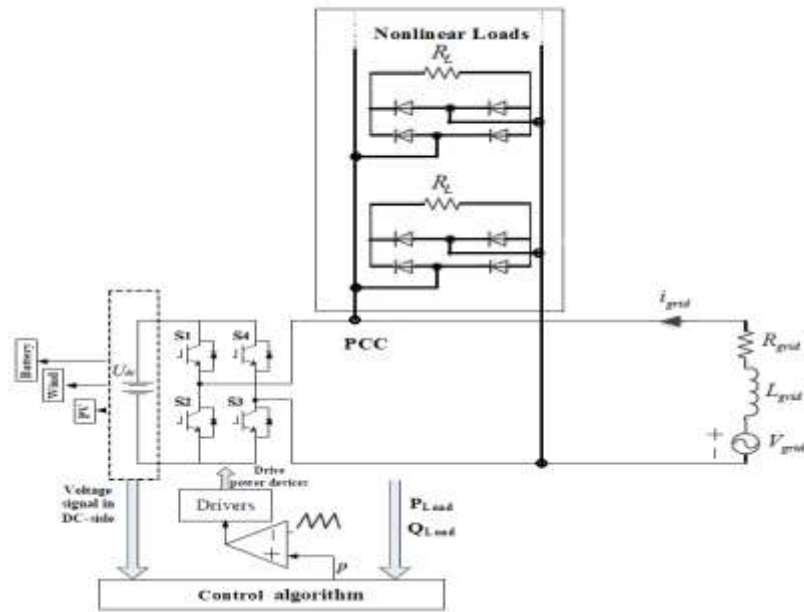 Nonlinear Loads
R_L
R_L
i_grid
PCC
R_grid
L_grid
V_grid
+
−
S1
S4
S2
S3
U_dc
Battery
Wind
PV
Voltage
signal in
DC-side
Drive
power devices
Drivers
−
+
P
P_Load
Q_Load
Control algorithm